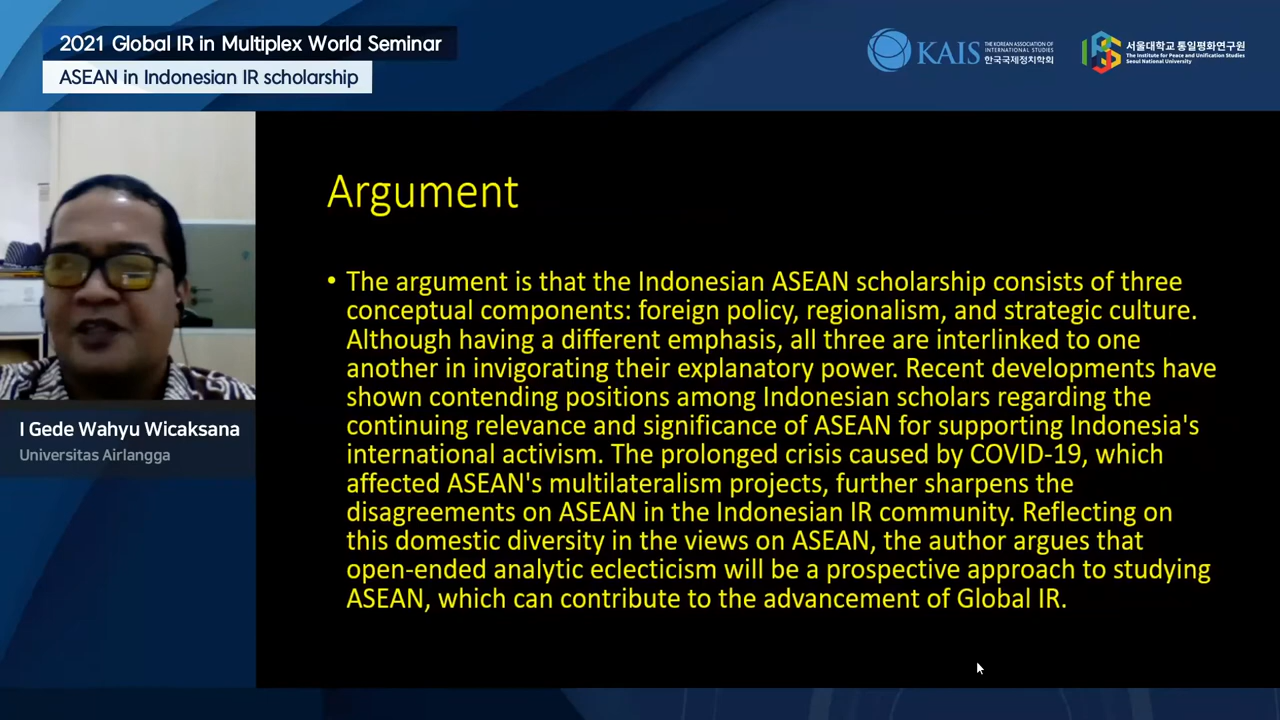 2021 Global IR in Multiplex World Seminar
ASEAN in Indonesian IR scholarship
KAIS
THE KOREAN ASSOCIATION OF
INTERNATIONAL STUDIES
한국국제정치학회
서울대학교 통일평화연구원
The Institute for Peace and Unification Studies
Seoul National University
Argument
• The argument is that the Indonesian ASEAN scholarship consists of three
conceptual components: foreign policy, regionalism, and strategic culture.
Although having a different emphasis, all three are interlinked to one
another in invigorating their explanatory power. Recent developments have
shown contending positions among Indonesian scholars regarding the
continuing relevance and significance of ASEAN for supporting Indonesia's
international activism. The prolonged crisis caused by COVID-19, which
affected ASEAN's multilateralism projects, further sharpens the
disagreements on ASEAN in the Indonesian IR community. Reflecting on
this domestic diversity in the views on ASEAN, the author argues that
open-ended analytic eclecticism will be a prospective approach to studying
ASEAN, which can contribute to the advancement of Global IR.
I Gede Wahyu Wicaksana
Universitas Airlangga